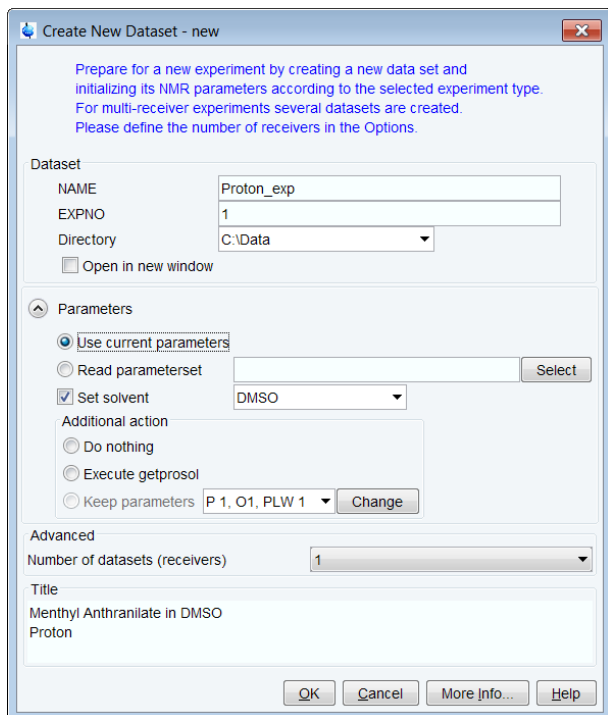 Create New Dataset - new
Prepare for a new experiment by creating a new data set and
initializing its NMR parameters according to the selected experiment type.
For multi-receiver experiments several datasets are created.
Please define the number of receivers in the Options.
Dataset
NAME Proton_exp
EXPNO 1
Directory C:\Data
Open in new window
Parameters
Use current parameters
Read parameterset Select
Set solvent DMSO
Additional action
Do nothing
Execute getprosol
Keep parameters P 1, O1, PLW 1 Change
Advanced
Number of datasets (receivers) 1
Title
Menthyl Anthranilate in DMSO
Proton
OK Cancel More Info... Help